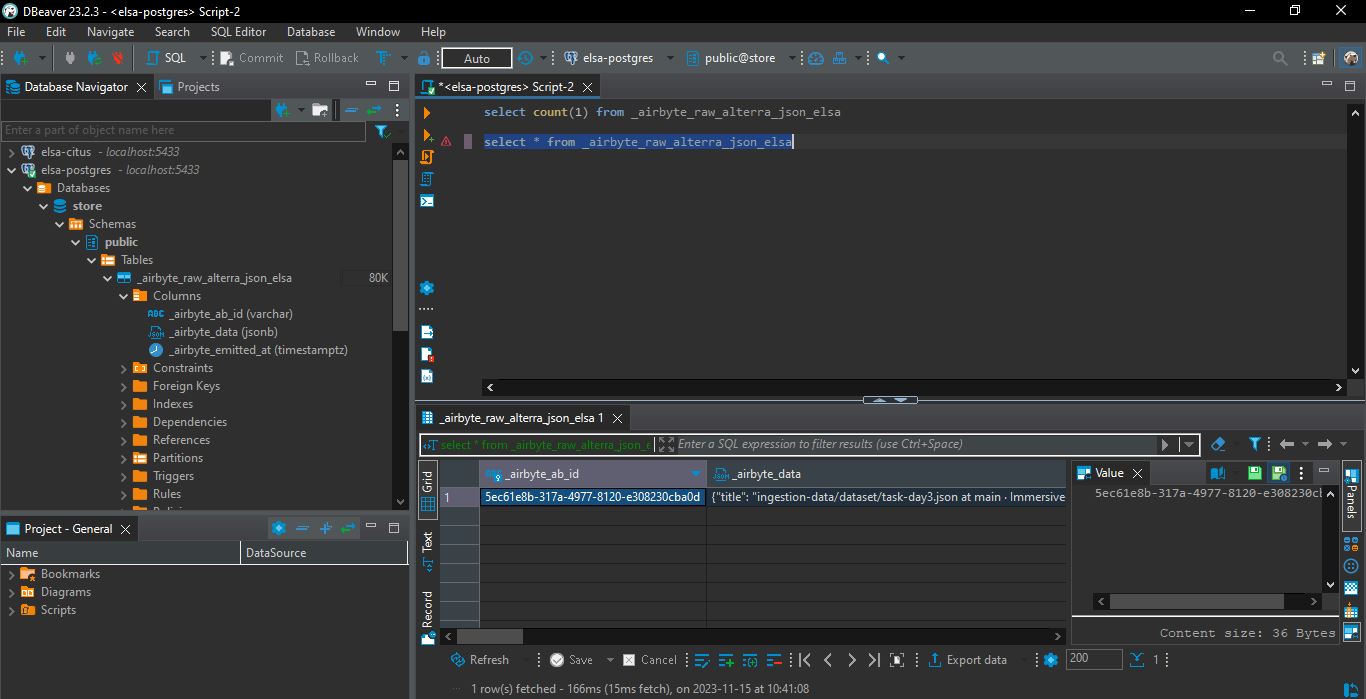 DBeaver 23.2.3 - <elsa-postgres> Script-2
File Edit Navigate Search SQL Editor Database Window Help
SQL Commit Rollback T Auto elsa-postgres public@store
Database Navigator Projects
Enter a part of object name here
elsa-citus - localhost:5433
elsa-postgres - localhost:5433
Databases
store
Schemas
public
Tables
_airbyte_raw_alterra_json_elsa 80K
Columns
ABC _airbyte_ab_id (varchar)
JSON _airbyte_data (jsonb)
_airbyte_emitted_at (timestamptz)
Constraints
Foreign Keys
Indexes
Dependencies
References
Partitions
Triggers
Rules
Project - General
Name DataSource
Bookmarks
Diagrams
Scripts
*<elsa-postgres> Script-2
select count(1) from _airbyte_raw_alterra_json_elsa
select * from _airbyte_raw_alterra_json_elsa
_airbyte_raw_alterra_json_elsa 1
select * from _airbyte_raw_alterra_json_e Enter a SQL expression to filter results (use Ctrl+Space)
Grid
Text
Record
_airbyte_ab_id JSON _airbyte_data
1 5ec61e8b-317a-4977-8120-e308230cba0d {"title": "ingestion-data/dataset/task-day3.json at main · Immersive
Value
5ec61e8b-317a-4977-8120-e308230cb
Panels
Content size: 36 Bytes
Refresh Save Cancel Export data 200 1
1 row(s) fetched - 166ms (15ms fetch), on 2023-11-15 at 10:41:08